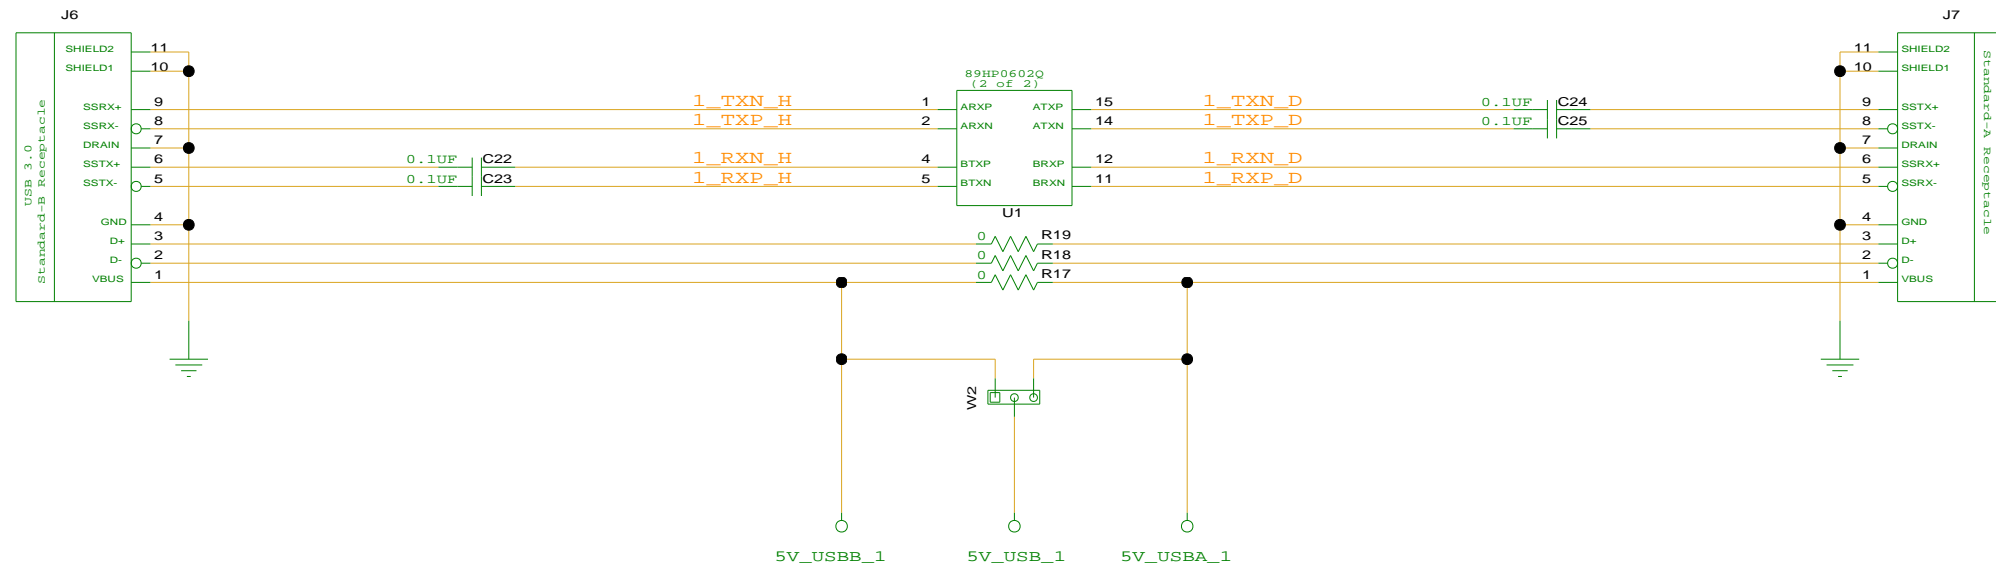 J6
J7
USB 3.0
Standard-B Receptacle
SHIELD2 11
SHIELD1 10
SSRX+ 9
SSRX- 8
DRAIN 7
SSTX+ 6
SSTX- 5
GND 4
D+ 3
D- 2
VBUS 1
0.1UF C22
0.1UF C23
1_TXN_H
1_TXP_H
1_RXN_H
1_RXP_H
89HP0602Q
(2 of 2)
1 ARXP ATXP 15
2 ARXN ATXN 14
4 BTXP BRXP 12
5 BTXN BRXN 11
U1
0 R19
0 R18
0 R17
1_TXN_D
1_TXP_D
1_RXN_D
1_RXP_D
0.1UF C24
0.1UF C25
11 SHIELD2
10 SHIELD1
9 SSTX+
8 SSTX-
7 DRAIN
6 SSRX+
5 SSRX-
4 GND
3 D+
2 D-
1 VBUS
Standard-A Receptacle
W2
5V_USBB_1
5V_USB_1
5V_USBA_1